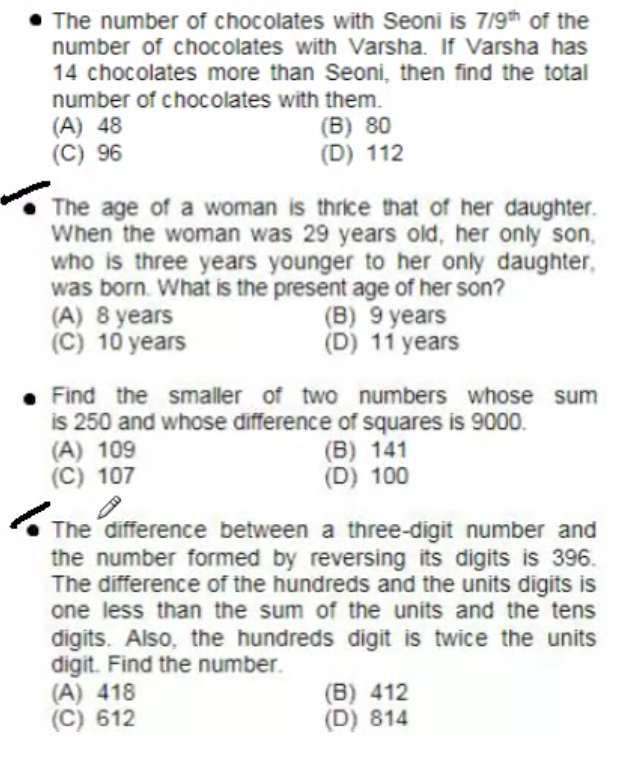 • The number of chocolates with Seoni is 7/9th of the
number of chocolates with Varsha. If Varsha has
14 chocolates more than Seoni, then find the total
number of chocolates with them.
(A) 48 (B) 80
(C) 96 (D) 112
• The age of a woman is thrice that of her daughter.
When the woman was 29 years old, her only son,
who is three years younger to her only daughter,
was born. What is the present age of her son?
(A) 8 years (B) 9 years
(C) 10 years (D) 11 years
• Find the smaller of two numbers whose sum
is 250 and whose difference of squares is 9000.
(A) 109 (B) 141
(C) 107 (D) 100
• The difference between a three-digit number and
the number formed by reversing its digits is 396.
The difference of the hundreds and the units digits is
one less than the sum of the units and the tens
digits. Also, the hundreds digit is twice the units
digit. Find the number.
(A) 418 (B) 412
(C) 612 (D) 814